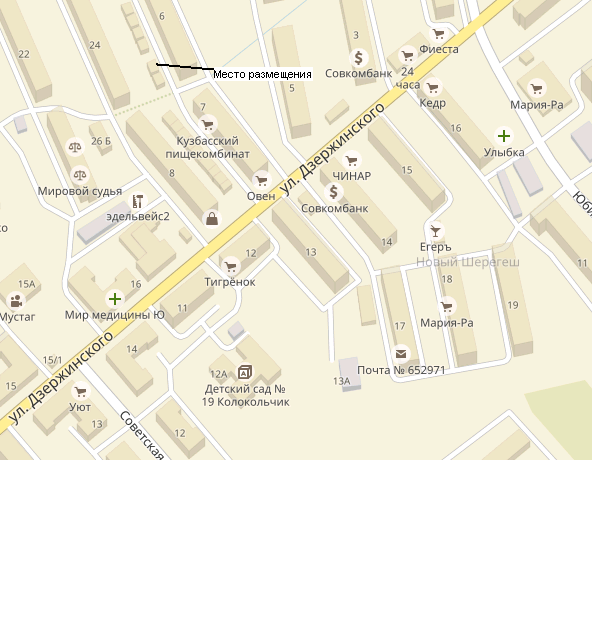 6
22
24
3
5
Совкомбанк
Фиеста
24
часа
Кедр
Мария-Ра
Место размещения
7
Кузбасский
пищекомбинат
26 Б
8
Мировой судья
эдельвейс2
Овен
ул. Дзержинского
ЧИНАР
Совкомбанк
16
Улыбка
15
14
Егеръ
Новый Шерегеш
11
12
13
Тигрёнок
15А
Мустаг
16
Мир медицины Ю
11
18
Мария-Ра
19
17
Почта № 652971
13А
14
12А
Детский сад №
19 Колокольчик
15/1
15
ул. Дзержинского
Уют
13
Советская
12